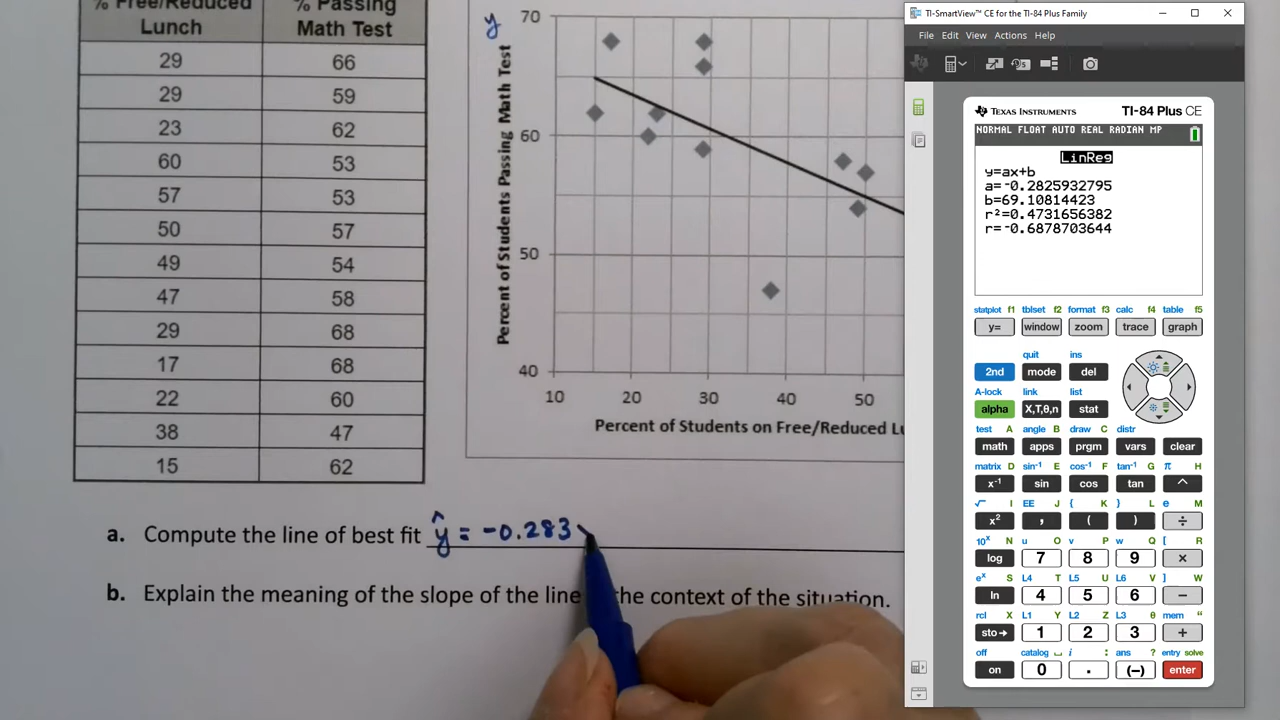 % Free/Reduced Lunch % Passing Math Test
29 66
29 59
23 62
60 53
57 53
50 57
49 54
47 58
29 68
17 68
22 60
38 47
15 62
y
Percent of Students Passing Math Test
70
60
50
40
10 20 30 40 50
Percent of Students on Free/Reduced Lu
a. Compute the line of best fit ŷ = -0.283x
b. Explain the meaning of the slope of the line the context of the situation.
TI-SmartView™ CE for the TI-84 Plus Family
File Edit View Actions Help
TEXAS INSTRUMENTS TI-84 Plus CE
NORMAL FLOAT AUTO REAL RADIAN MP
LinReg
y=ax+b
a=-0.2825932795
b=69.10814423
r²=0.4731656382
r=-0.6878703644
statplot f1 tblset f2 format f3 calc f4 table f5
y= window zoom trace graph
quit ins
2nd mode del
A-lock link list
alpha X,T,θ,n stat
test A angle B draw C distr
math apps prgm vars clear
matrix D sin⁻¹ E cos⁻¹ F tan⁻¹ G π H
x⁻¹ sin cos tan ^
√ I EE J { K } L e M
x² , ( ) ÷
10ˣ N u O v P w Q [ R
log 7 8 9 ×
eˣ S L4 T L5 U L6 V ] W
ln 4 5 6 −
rcl X L1 Y L2 Z L3 θ mem "
sto→ 1 2 3 +
off catalog i : ans ? entry solve
on 0 . (−) enter